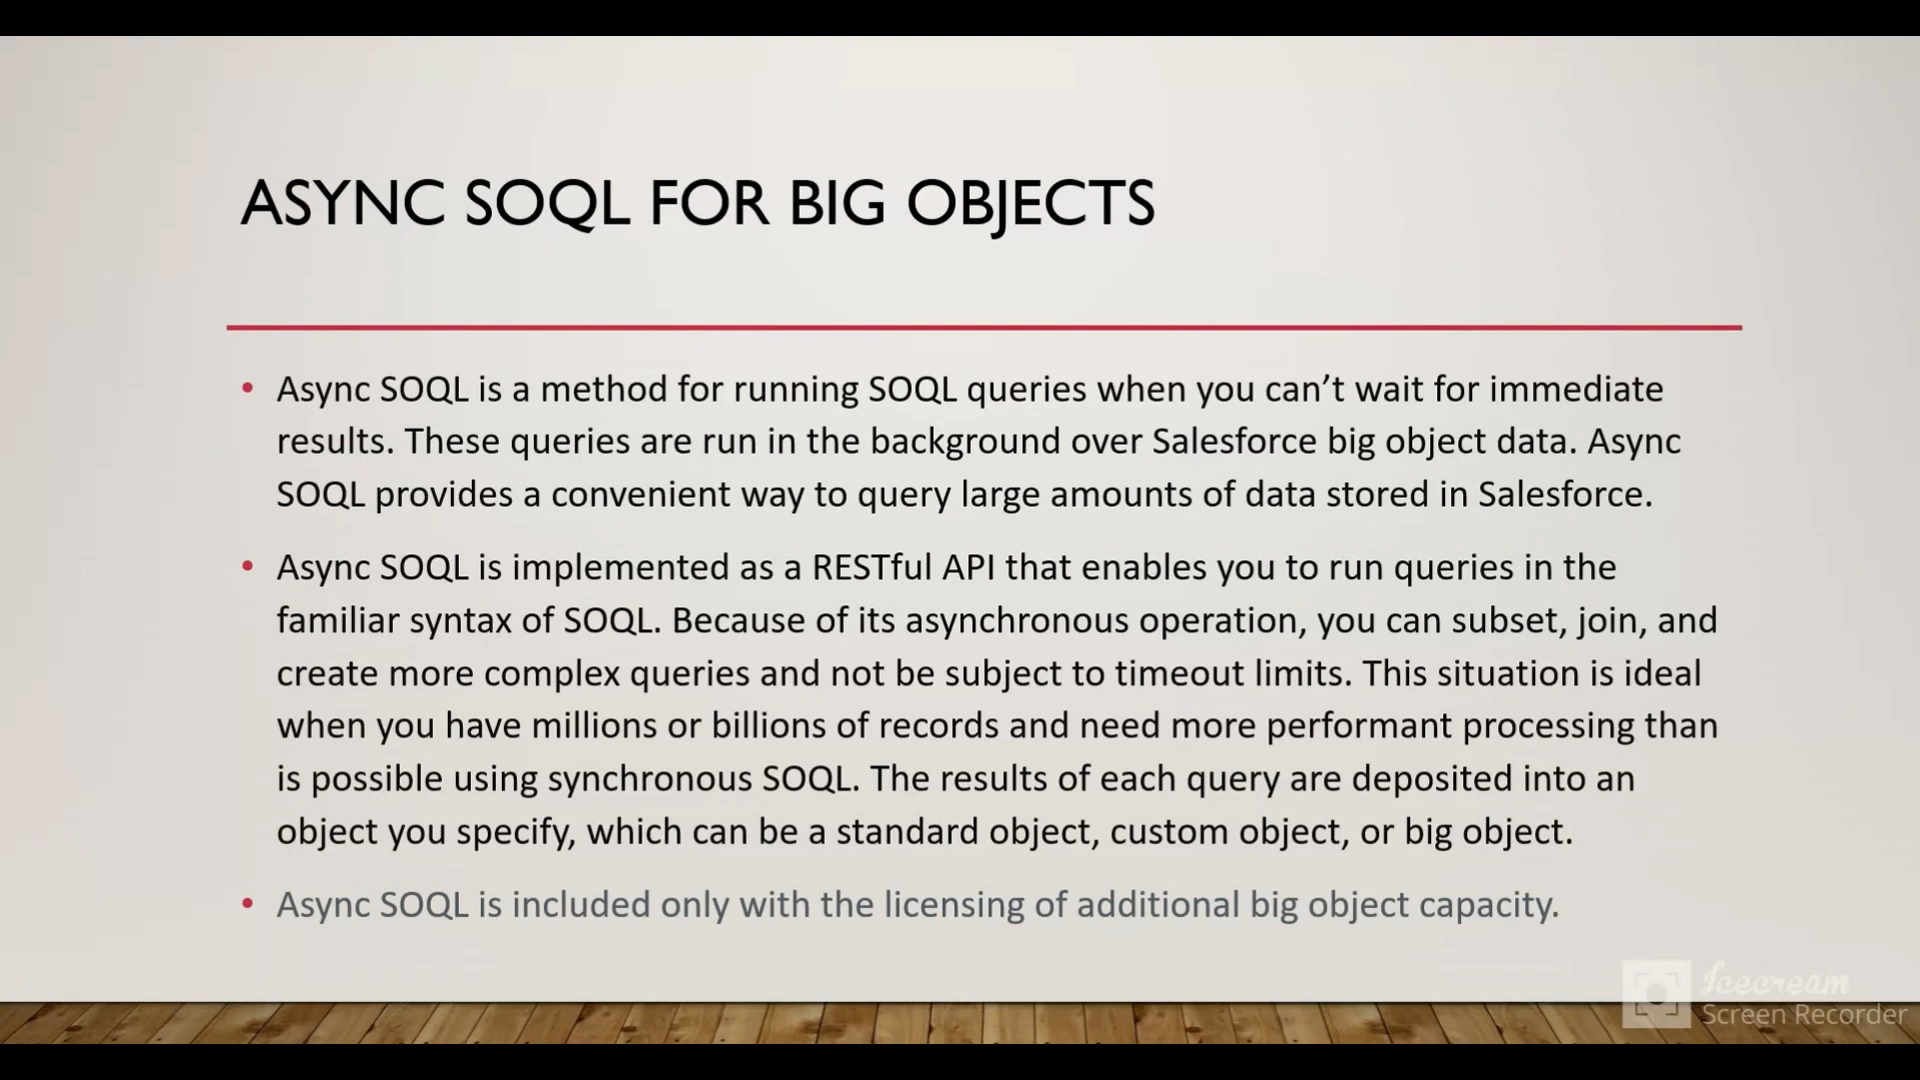 ASYNC SOQL FOR BIG OBJECTS
• Async SOQL is a method for running SOQL queries when you can’t wait for immediate
results. These queries are run in the background over Salesforce big object data. Async
SOQL provides a convenient way to query large amounts of data stored in Salesforce.
• Async SOQL is implemented as a RESTful API that enables you to run queries in the
familiar syntax of SOQL. Because of its asynchronous operation, you can subset, join, and
create more complex queries and not be subject to timeout limits. This situation is ideal
when you have millions or billions of records and need more performant processing than
is possible using synchronous SOQL. The results of each query are deposited into an
object you specify, which can be a standard object, custom object, or big object.
• Async SOQL is included only with the licensing of additional big object capacity.
Icecream
Screen Recorder